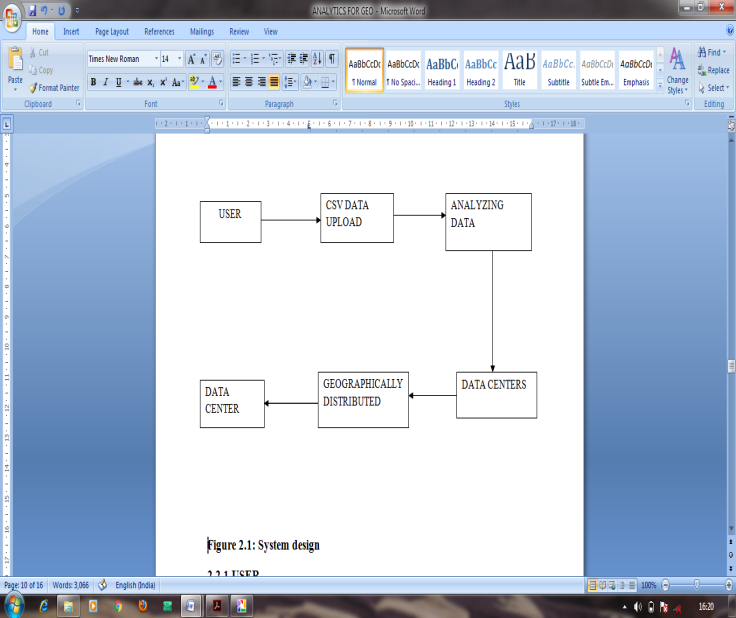 ANALYTICS FOR GEO - Microsoft Word
Home Insert Page Layout References Mailings Review View
Paste
Cut
Copy
Format Painter
Clipboard
Times New Roman 14
Font
Paragraph
AaBbCcDc AaBbCcDc AaBbC AaBbCc AaB AaBbCc. AaBbCcDc AaBbCcDc
¶ Normal ¶ No Spaci... Heading 1 Heading 2 Title Subtitle Subtle Em... Emphasis
Change
Styles
Styles
Find
Replace
Select
Editing
USER
CSV DATA
UPLOAD
ANALYZING
DATA
DATA
CENTER
GEOGRAPHICALLY
DISTRIBUTED
DATA CENTERS
Figure 2.1: System design
2.2.1 USER
Page: 10 of 16 Words: 3,066 English (India) 100%
16:20